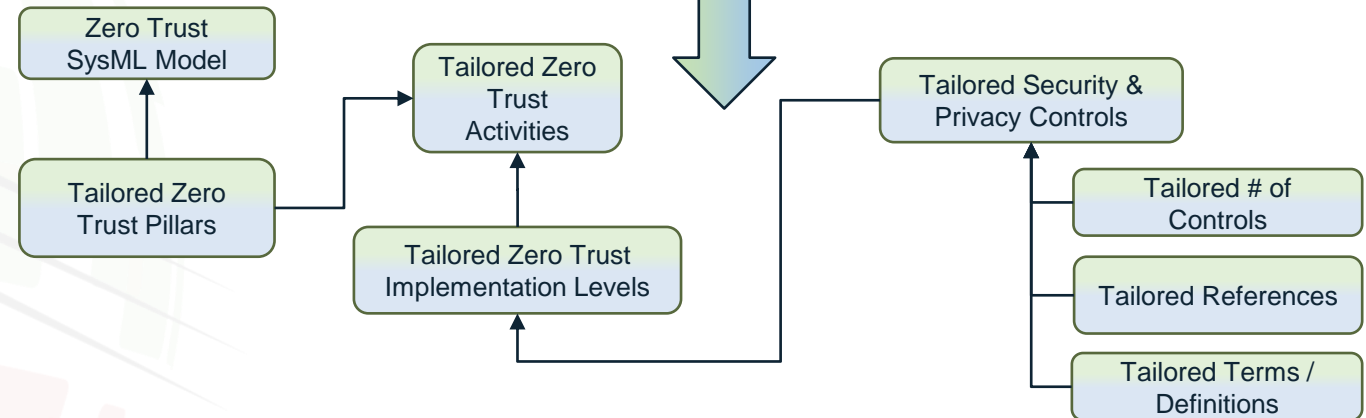 Zero Trust
SysML Model
Tailored Zero
Trust
Activities
Tailored Security &
Privacy Controls
Tailored Zero
Trust Pillars
Tailored # of
Controls
Tailored Zero Trust
Implementation Levels
Tailored References
Tailored Terms /
Definitions